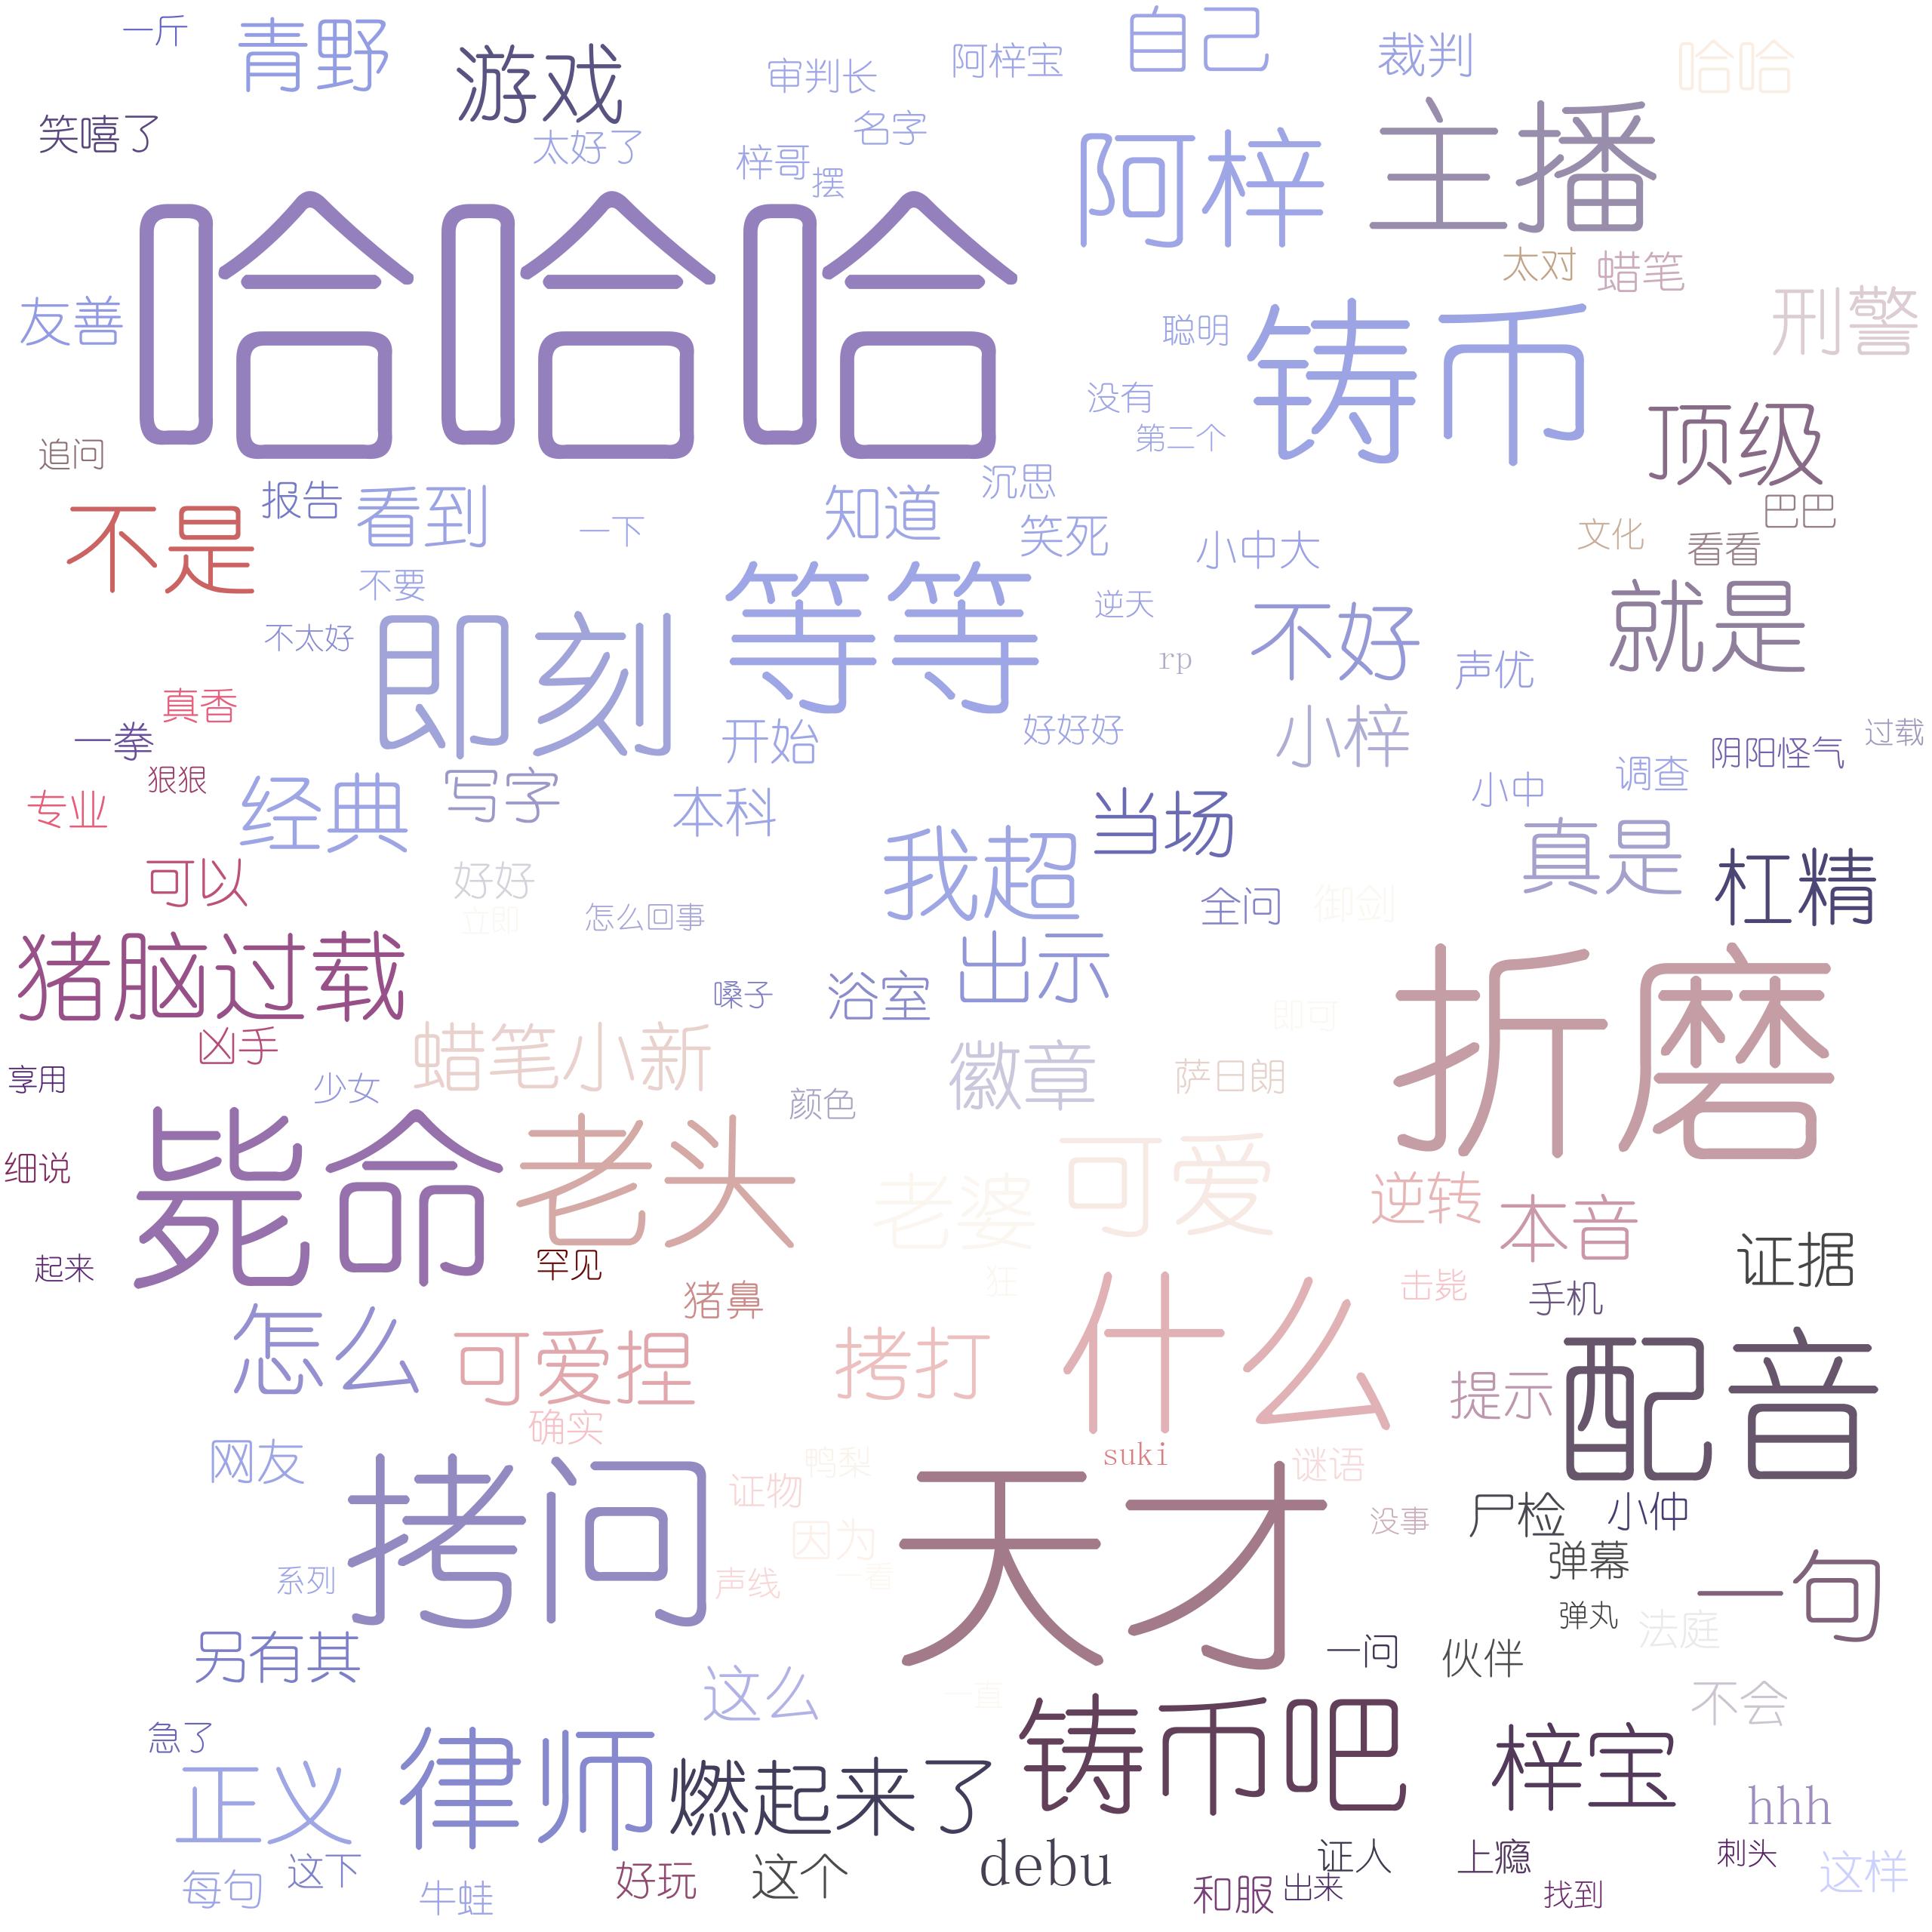 一斤
青野
游戏
阿梓宝
自己
裁判
哈哈
审判长
笑嘻了
太好了
名字
梓哥
摆
阿梓
主播
哈哈哈
友善
太对
蜡笔
刑警
聪明
铸币
没有
第二个
顶级
追问
报告
看到
不是
知道
沉思
笑死
一下
小中大
文化
巴巴
看看
不要
等等
逆天
不好
就是
不太好
即刻
rp
声优
真香
一拳
狠狠
开始
好好好
小梓
阴阳怪气
过载
专业
经典
写字
本科
当场
小中
调查
可以
好好
我超
真是
杠精
立即
怎么回事
全问
御剑
猪脑过载
出示
折磨
嗓子
浴室
即可
凶手
蜡笔小新
徽章
萨日朗
享用
少女
颜色
细说
毙命
老头
老婆
可爱
逆转
本音
证据
起来
罕见
猪鼻
狂
击毙
手机
怎么
可爱捏
拷打
什么
提示
配音
确实
网友
鸭梨
suki
谜语
拷问
证物
天才
没事
尸检
小仲
因为
弹幕
一句
系列
声线
一看
弹丸
法庭
另有其
一问
伙伴
这么
一直
不会
急了
铸币吧
梓宝
正义
律师
燃起来了
hhh
每句
这下
牛蛙
好玩
这个
debu
证人
上瘾
刺头
这样
和服
出来
找到